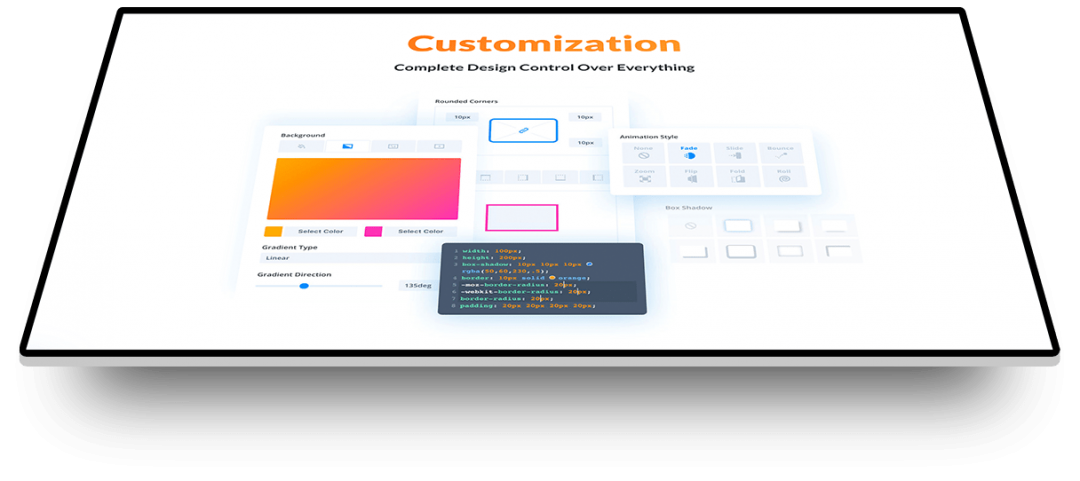 Customization
Complete Design Control Over Everything
Rounded Corners
10px
10px
10px
Background
Select Color
Select Color
Gradient Type
Linear
Gradient Direction
135deg
Animation Style
None
Fade
Slide
Bounce
Zoom
Flip
Fold
Roll
Box Shadow
1 width: 100px;
2 height: 200px;
3 box-shadow: 10px 10px 10px
rgba(50,60,230,.5);
4 border: 10px solid orange;
5 -moz-border-radius: 20px;
6 -webkit-border-radius: 20px;
7 border-radius: 20px;
8 padding: 20px 20px 20px 20px;